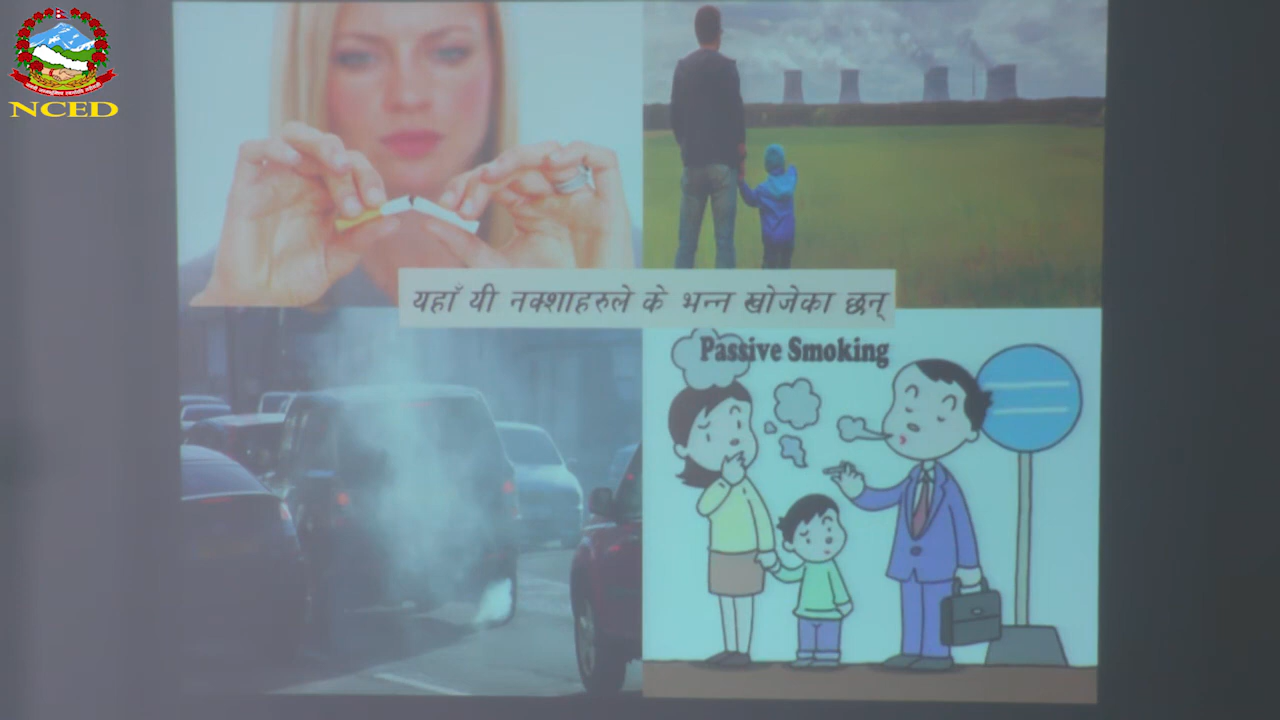 NCED
यहाँ यी नक्शाहरुले के भन्न खोजेका छन्
Passive Smoking